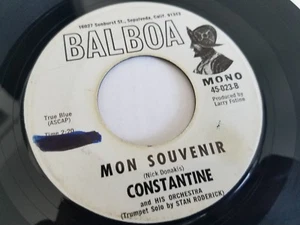 10627 Sunburst St., Sepulveda, Calif. 91343
BALBOA
MONO
45-023-B
Produced by
Larry Fotine
True Blue
(ASCAP)
Time 2:20
MON SOUVENIR
(Nick Donakis)
CONSTANTINE
and HIS ORCHESTRA
(Trumpet Solo by STAN RODERICK)